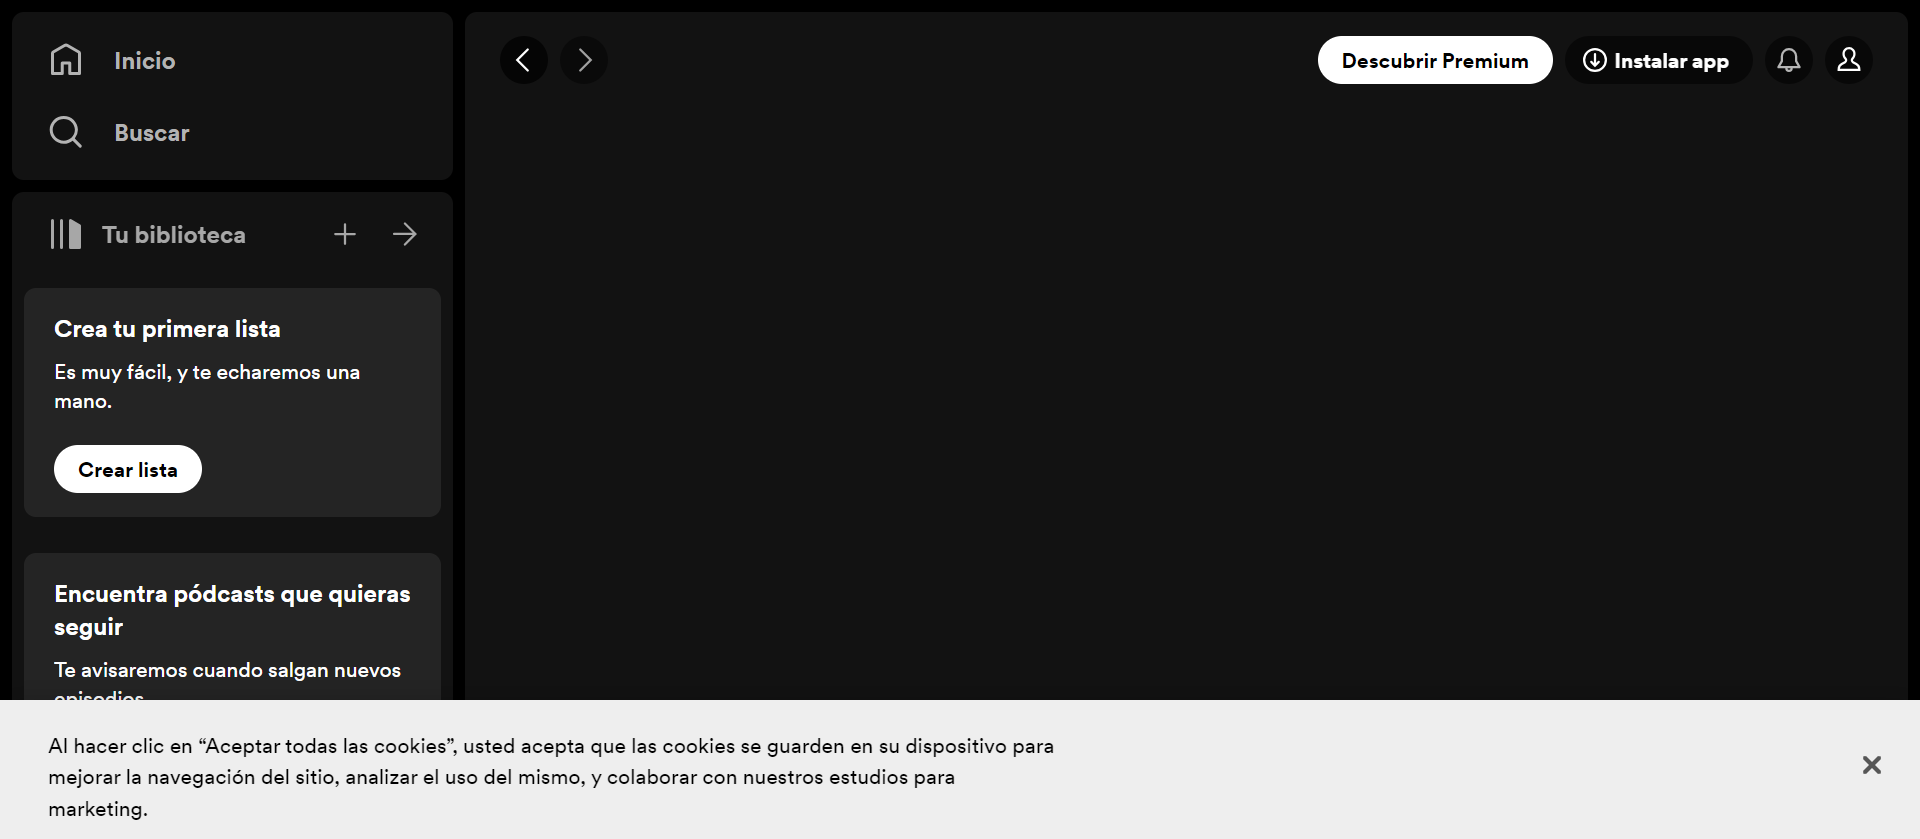 Inicio
Buscar
Tu biblioteca
Crea tu primera lista
Es muy fácil, y te echaremos una
mano.
Crear lista
Encuentra pódcasts que quieras
seguir
Te avisaremos cuando salgan nuevos
episodios.
Descubrir Premium
Instalar app
Al hacer clic en “Aceptar todas las cookies”, usted acepta que las cookies se guarden en su dispositivo para
mejorar la navegación del sitio, analizar el uso del mismo, y colaborar con nuestros estudios para
marketing.